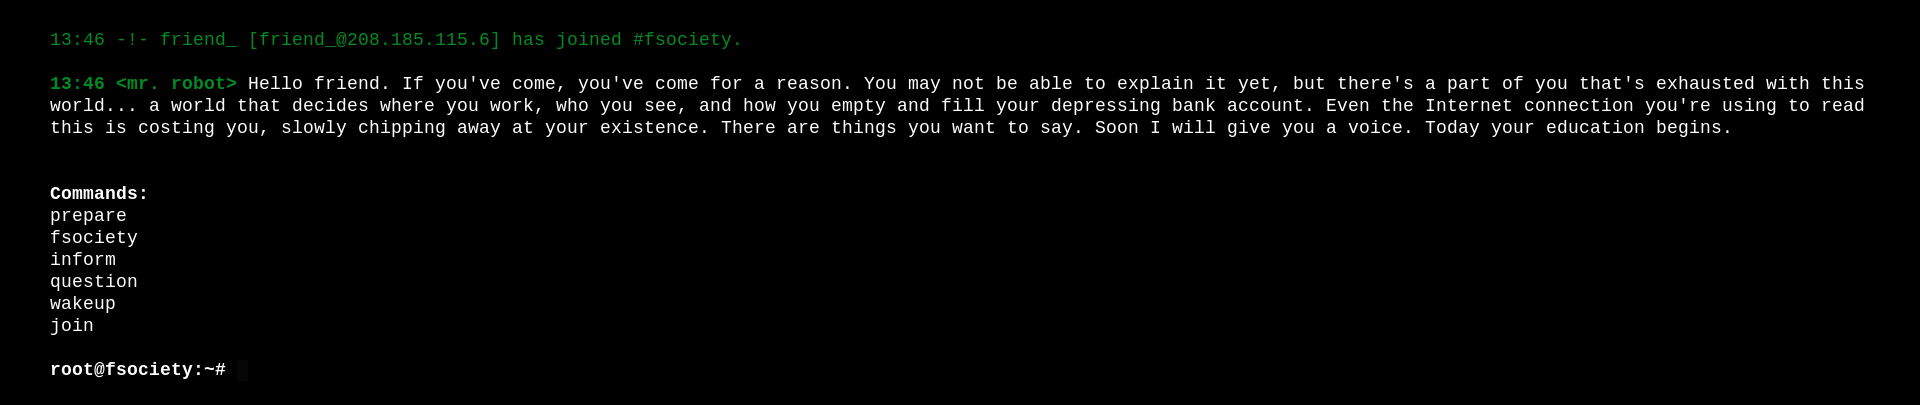 13:46 -!- friend_ [friend_@208.185.115.6] has joined #fsociety.
13:46 <mr. robot> Hello friend. If you've come, you've come for a reason. You may not be able to explain it yet, but there's a part of you that's exhausted with this
world... a world that decides where you work, who you see, and how you empty and fill your depressing bank account. Even the Internet connection you're using to read
this is costing you, slowly chipping away at your existence. There are things you want to say. Soon I will give you a voice. Today your education begins.
Commands:
prepare
fsociety
inform
question
wakeup
join
root@fsociety:~#